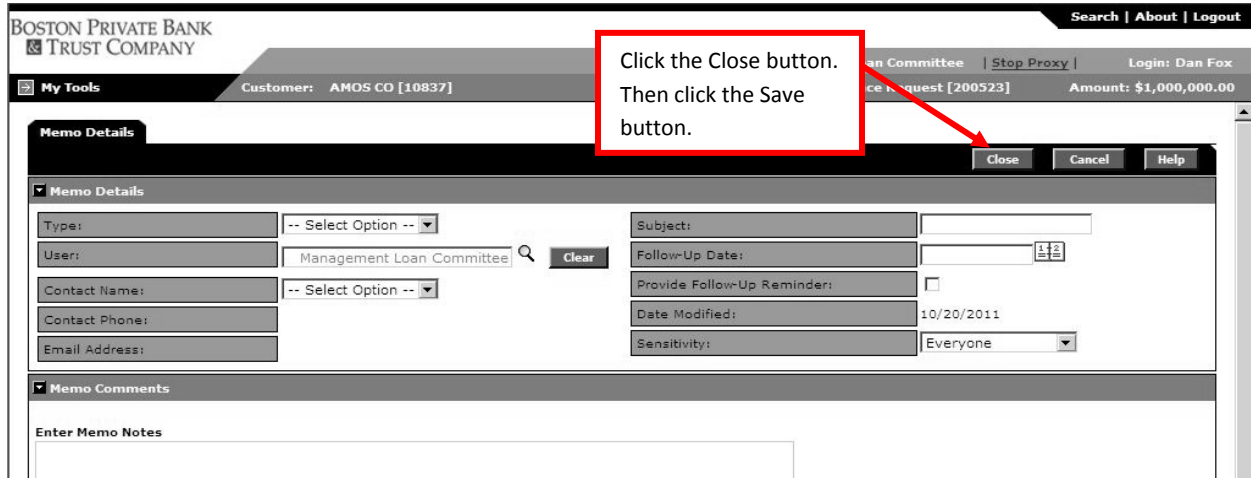 Search | About | Logout
BOSTON PRIVATE BANK
& TRUST COMPANY
Click the Close button.
Then click the Save
button.
Committee | Stop Proxy | Login: Dan Fox
My Tools Customer: AMOS CO [10837] Request [200523] Amount: $1,000,000.00
Memo Details
Close Cancel Help
Memo Details
Type: -- Select Option -- Subject:
User: Management Loan Committee Clear Follow-Up Date:
Contact Name: -- Select Option -- Provide Follow-Up Reminder:
Contact Phone: Date Modified: 10/20/2011
Email Address: Sensitivity: Everyone
Memo Comments
Enter Memo Notes